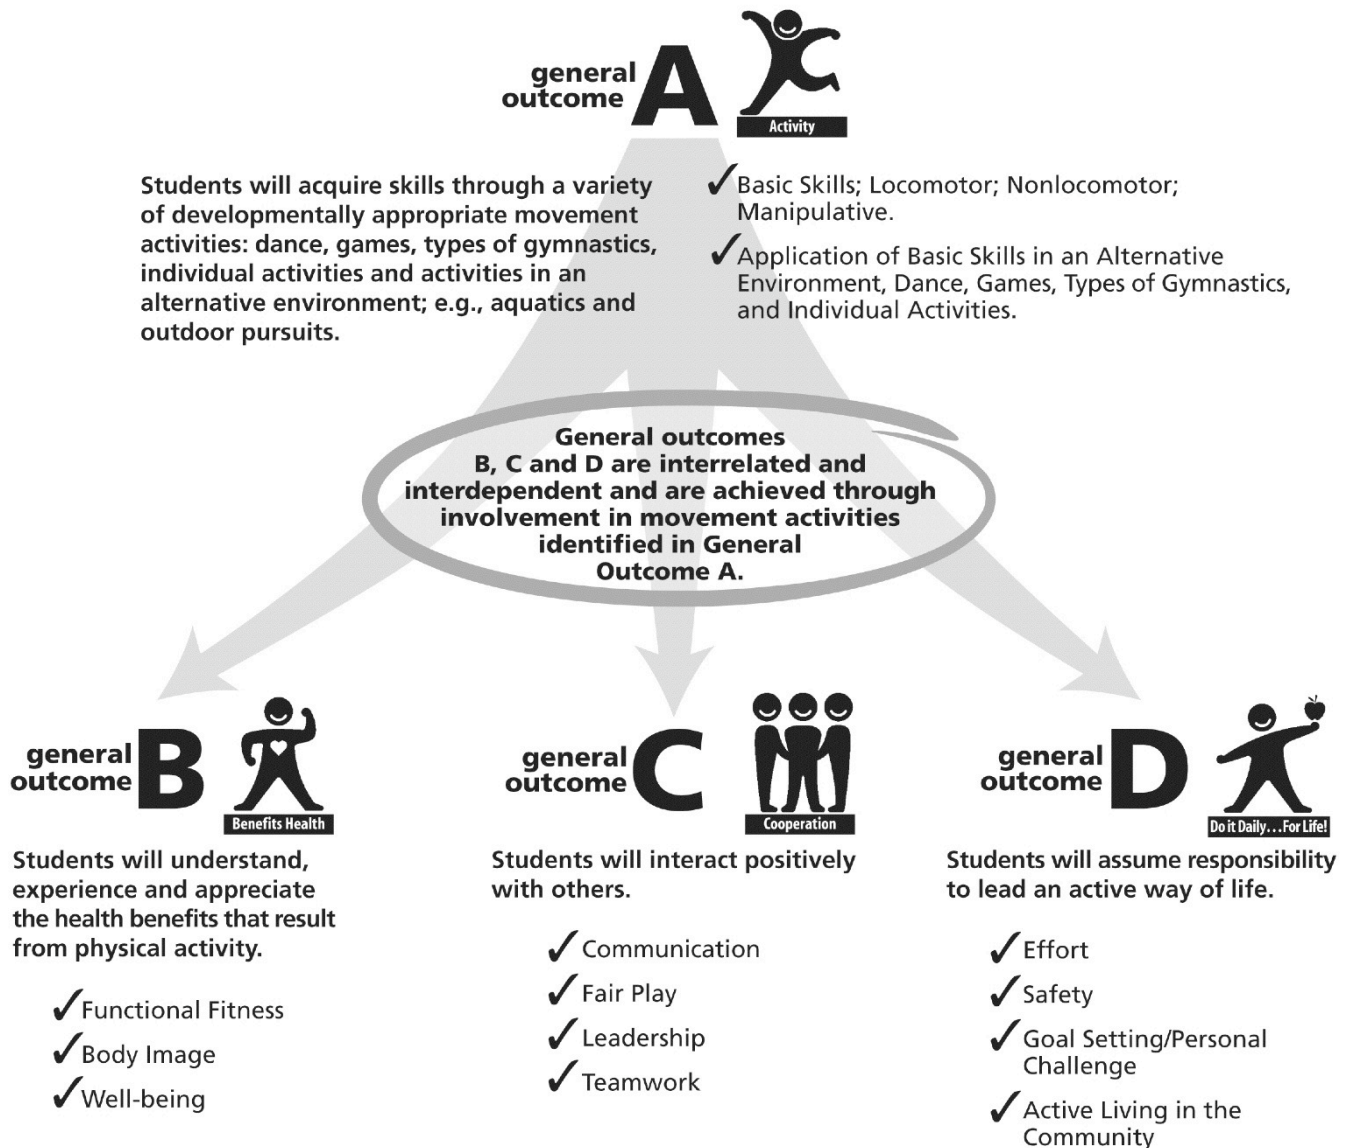 general
outcome A
Activity
Students will acquire skills through a variety
of developmentally appropriate movement
activities: dance, games, types of gymnastics,
individual activities and activities in an
alternative environment; e.g., aquatics and
outdoor pursuits.
✓ Basic Skills; Locomotor; Nonlocomotor;
Manipulative.
✓ Application of Basic Skills in an Alternative
Environment, Dance, Games, Types of Gymnastics,
and Individual Activities.
General outcomes
B, C and D are interrelated and
interdependent and are achieved through
involvement in movement activities
identified in General
Outcome A.
general
outcome B
Benefits Health
Students will understand,
experience and appreciate
the health benefits that result
from physical activity.
✓ Functional Fitness
✓ Body Image
✓ Well-being
general
outcome C
Cooperation
Students will interact positively
with others.
✓ Communication
✓ Fair Play
✓ Leadership
✓ Teamwork
general
outcome D
Do it Daily...For Life!
Students will assume responsibility
to lead an active way of life.
✓ Effort
✓ Safety
✓ Goal Setting/Personal
Challenge
✓ Active Living in the
Community